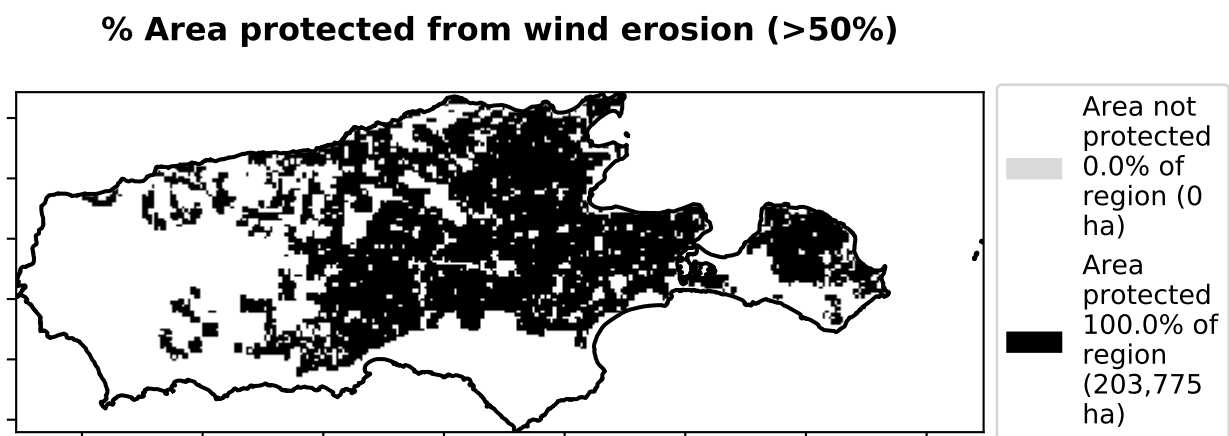 % Area protected from wind erosion (>50%)
Area not
protected
0.0% of
region (0
ha)
Area
protected
100.0% of
region
(203,775
ha)